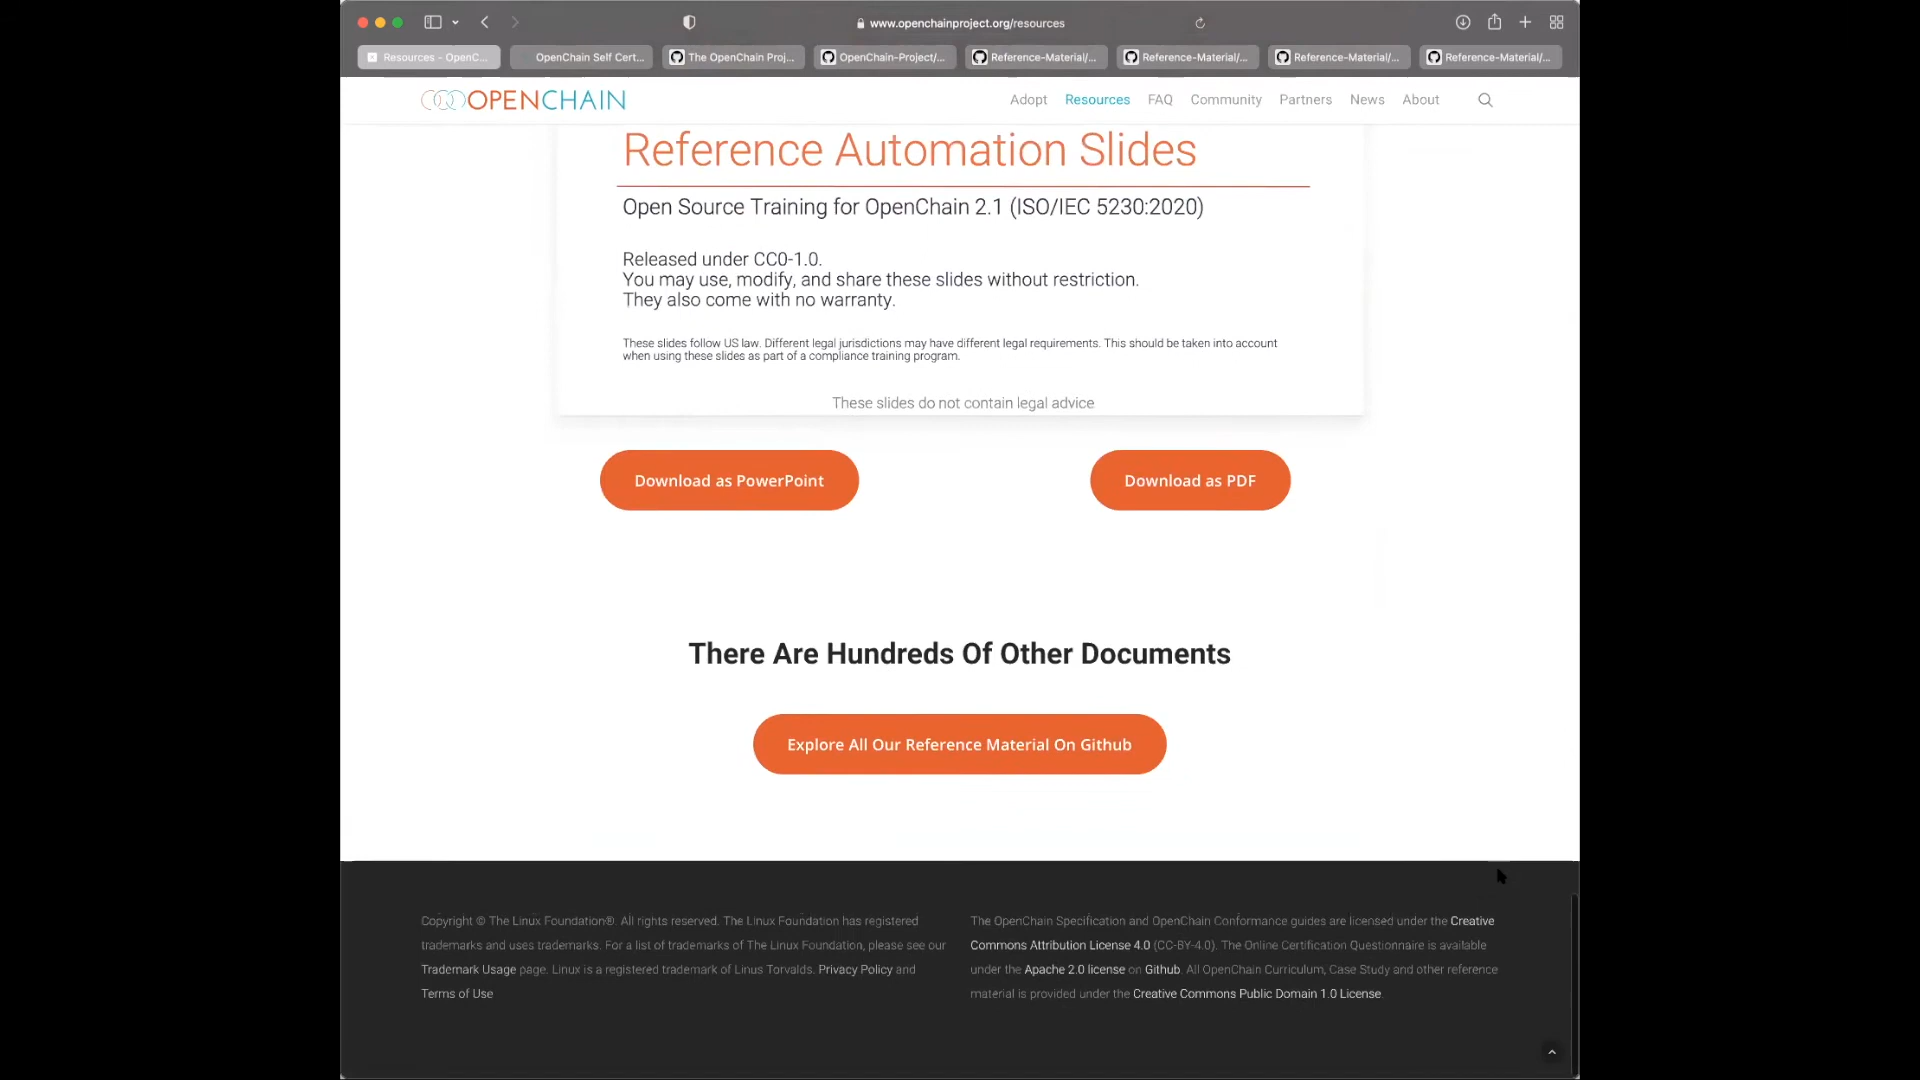 www.openchainproject.org/resources
Resources - OpenC...
OpenChain Self Cert...
The OpenChain Proj...
OpenChain-Project/...
Reference-Material/...
Reference-Material/...
Reference-Material/...
Reference-Material/...
OPENCHAIN
Adopt Resources FAQ Community Partners News About
Reference Automation Slides
Open Source Training for OpenChain 2.1 (ISO/IEC 5230:2020)
Released under CC0-1.0.
You may use, modify, and share these slides without restriction.
They also come with no warranty.
These slides follow US law. Different legal jurisdictions may have different legal requirements. This should be taken into account
when using these slides as part of a compliance training program.
These slides do not contain legal advice
Download as PowerPoint
Download as PDF
There Are Hundreds Of Other Documents
Explore All Our Reference Material On Github
Copyright © The Linux Foundation®. All rights reserved. The Linux Foundation has registered
trademarks and uses trademarks. For a list of trademarks of The Linux Foundation, please see our
Trademark Usage page. Linux is a registered trademark of Linus Torvalds. Privacy Policy and
Terms of Use
The OpenChain Specification and OpenChain Conformance guides are licensed under the Creative
Commons Attribution License 4.0 (CC-BY-4.0). The Online Certification Questionnaire is available
under the Apache 2.0 license on Github. All OpenChain Curriculum, Case Study and other reference
material is provided under the Creative Commons Public Domain 1.0 License.